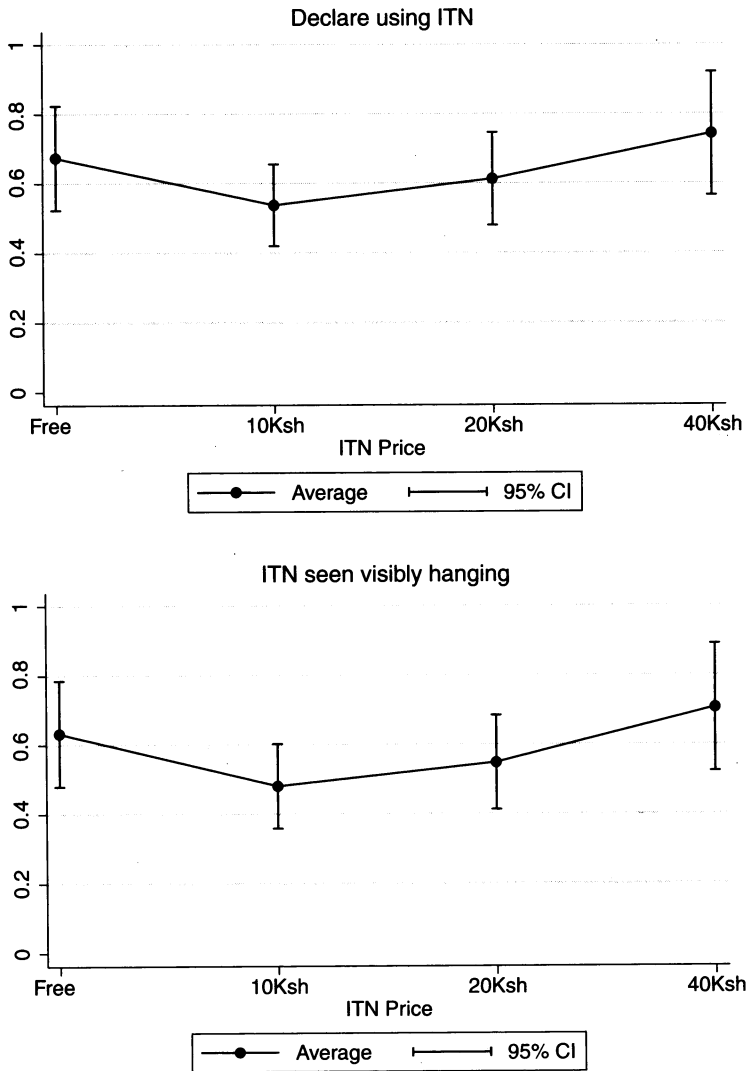 Declare using ITN
1
0.8
0.6
0.4
0.2
0
Free 10Ksh 20Ksh 40Ksh
ITN Price
Average 95% CI
ITN seen visibly hanging
1
0.8
0.6
0.4
0.2
0
Free 10Ksh 20Ksh 40Ksh
ITN Price
Average 95% CI